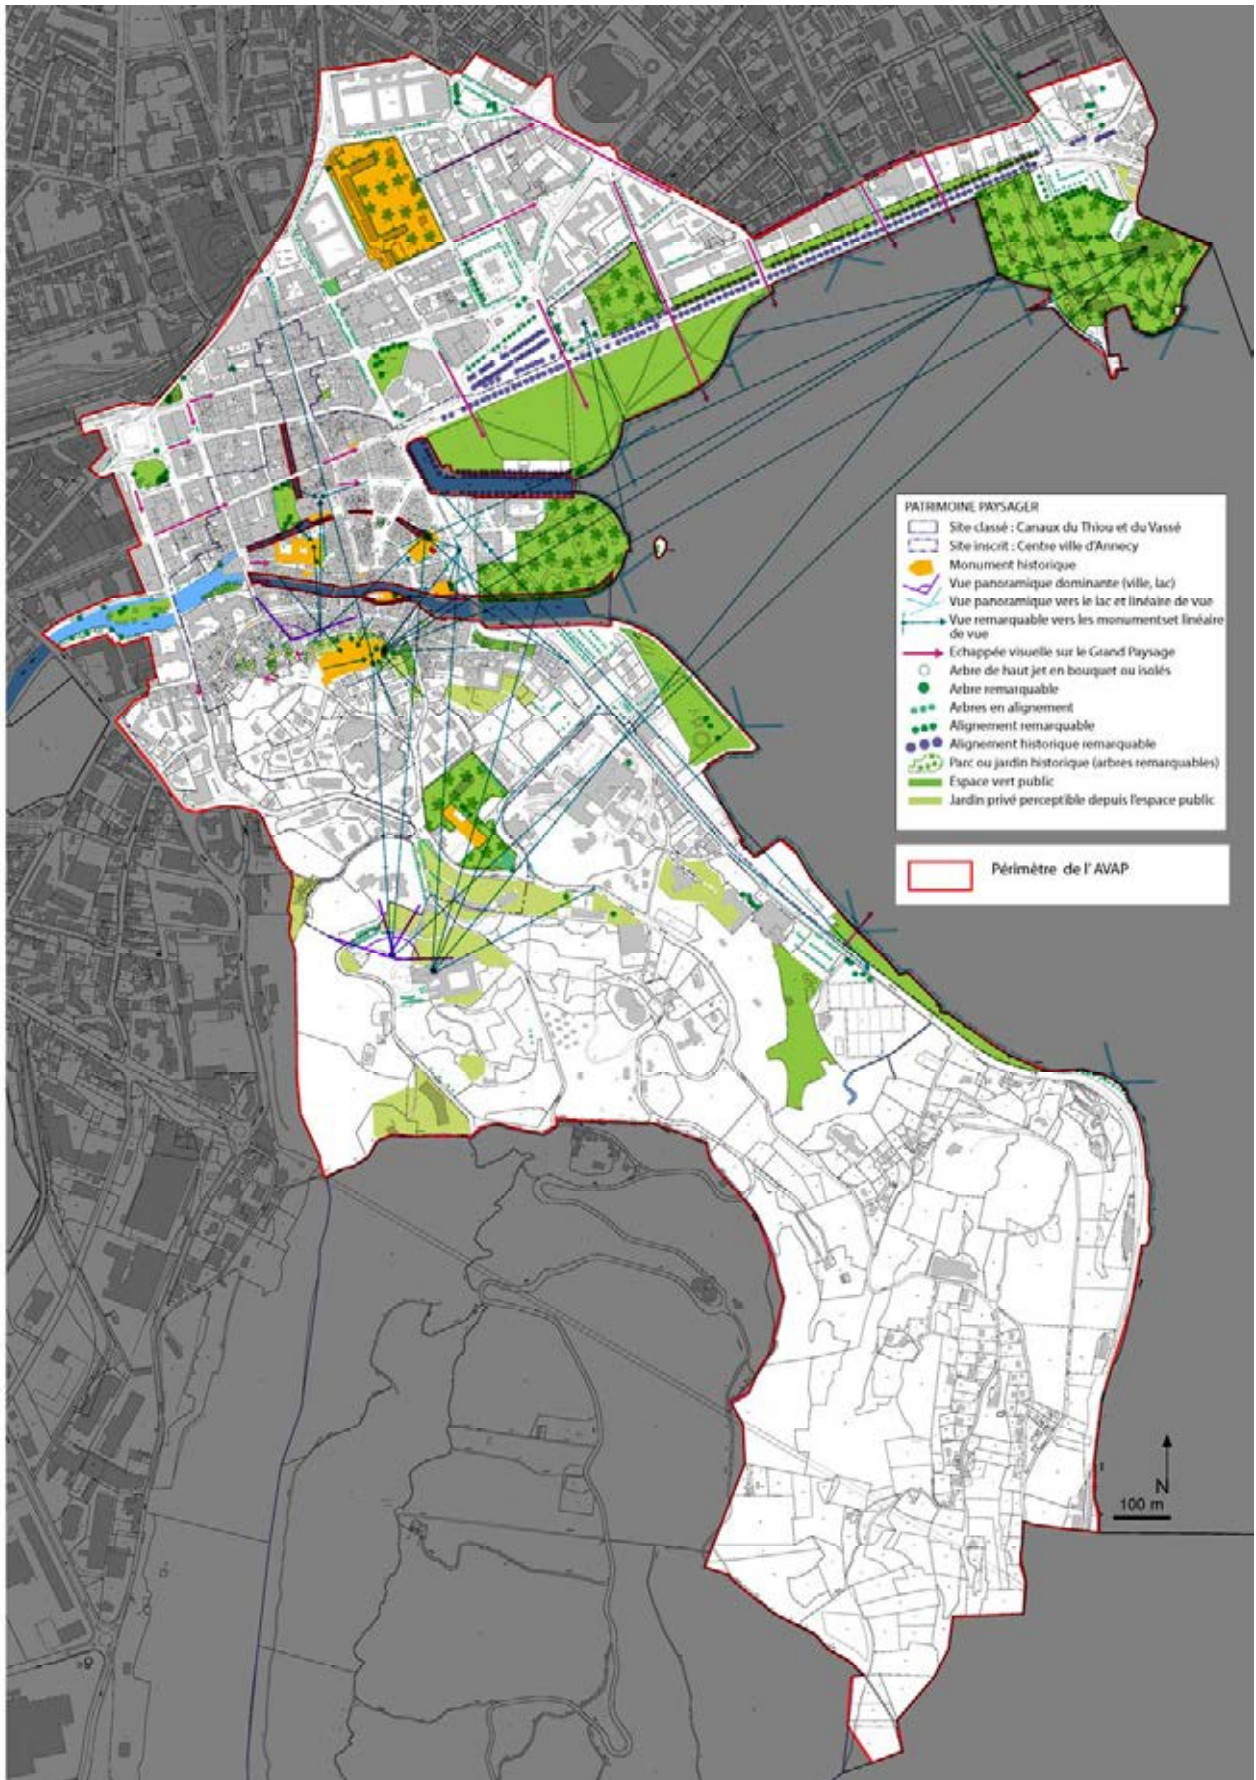 PATRIMOINE PAYSAGER
Site classé : Canaux du Thiou et du Vassé
Site inscrit : Centre ville d'Annecy
Monument historique
Vue panoramique dominante (ville, lac)
Vue panoramique vers le lac et linéaire de vue
Vue remarquable vers les monumentset linéaire
de vue
Echappée visuelle sur le Grand Paysage
Arbre de haut jet en bouquet ou isolés
Arbre remarquable
Arbres en alignement
Alignement remarquable
Alignement historique remarquable
Parc ou jardin historique (arbres remarquables)
Espace vert public
Jardin privé perceptible depuis l'espace public
Périmètre de l' AVAP
N
100 m